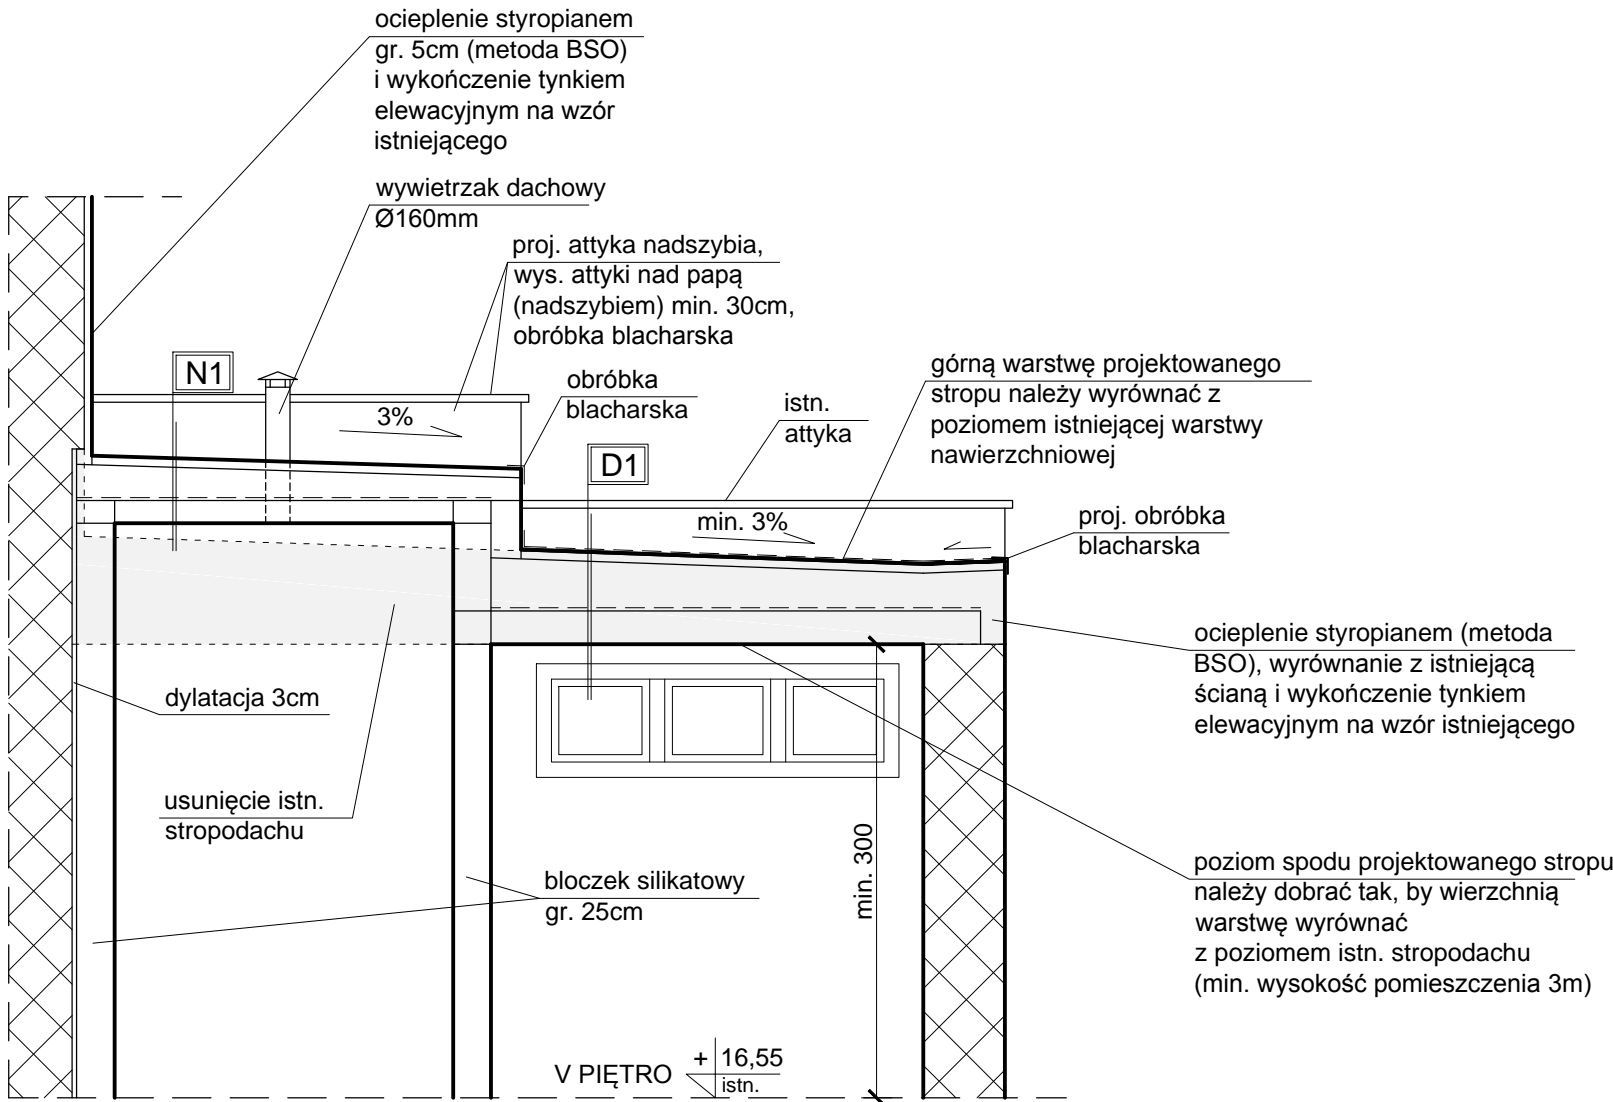 ocieplenie styropianem
gr. 5cm (metoda BSO)
i wykończenie tynkiem
elewacyjnym na wzór
istniejącego
wywietrzak dachowy
Ø160mm
proj. attyka nadszybia,
wys. attyki nad papą
(nadszybiem) min. 30cm,
obróbka blacharska
N1
3%
obróbka
blacharska
istn.
attyka
górną warstwę projektowanego
stropu należy wyrównać z
poziomem istniejącej warstwy
nawierzchniowej
D1
min. 3%
proj. obróbka
blacharska
ocieplenie styropianem (metoda
BSO), wyrównanie z istniejącą
ścianą i wykończenie tynkiem
elewacyjnym na wzór istniejącego
dylatacja 3cm
usunięcie istn.
stropodachu
bloczek silikatowy
gr. 25cm
min. 300
poziom spodu projektowanego stropu
należy dobrać tak, by wierzchnią
warstwę wyrównać
z poziomem istn. stropodachu
(min. wysokość pomieszczenia 3m)
V PIĘTRO
+ 16,55
istn.